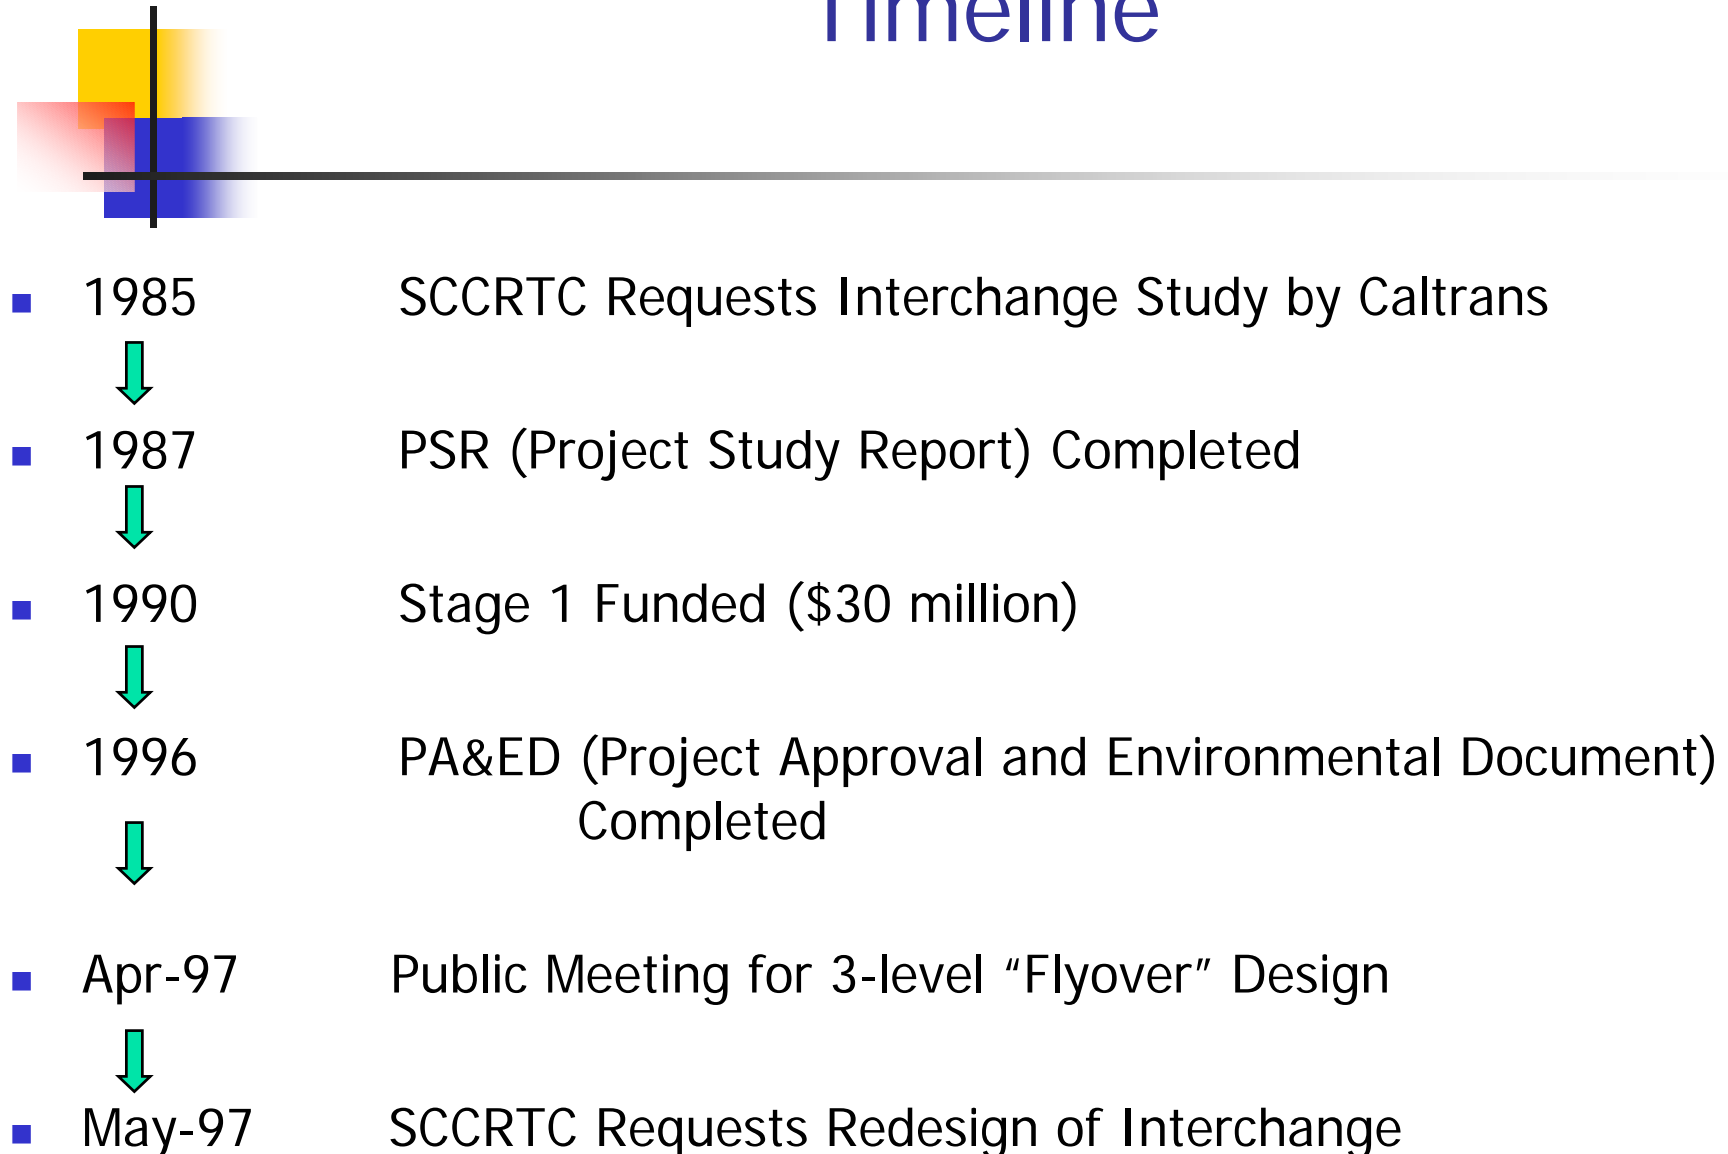 Timeline
1985 SCCRTC Requests Interchange Study by Caltrans
1987 PSR (Project Study Report) Completed
1990 Stage 1 Funded ($30 million)
1996 PA&ED (Project Approval and Environmental Document)
Completed
Apr-97 Public Meeting for 3-level “Flyover” Design
May-97 SCCRTC Requests Redesign of Interchange